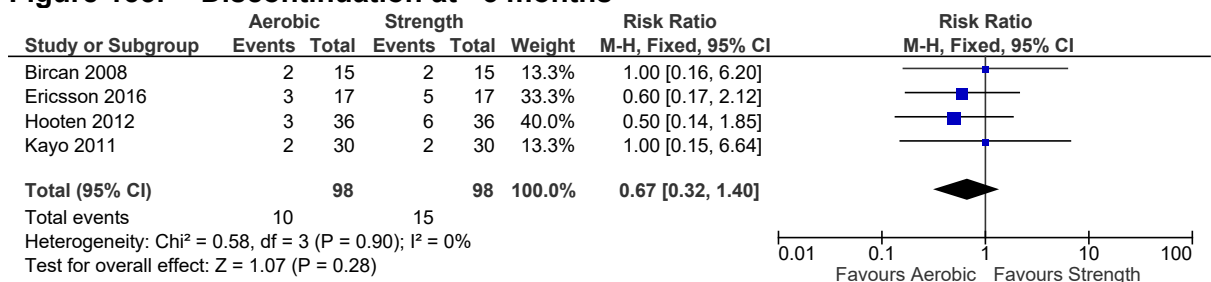 Aerobic Strength Risk Ratio Risk Ratio
Study or Subgroup Events Total Events Total Weight M-H, Fixed, 95% CI M-H, Fixed, 95% CI
Bircan 2008 2 15 2 15 13.3% 1.00 [0.16, 6.20]
Ericsson 2016 3 17 5 17 33.3% 0.60 [0.17, 2.12]
Hooten 2012 3 36 6 36 40.0% 0.50 [0.14, 1.85]
Kayo 2011 2 30 2 30 13.3% 1.00 [0.15, 6.64]
Total (95% CI) 98 98 100.0% 0.67 [0.32, 1.40]
Total events 10 15
Heterogeneity: Chi² = 0.58, df = 3 (P = 0.90); I² = 0%
Test for overall effect: Z = 1.07 (P = 0.28)
0.01 0.1 1 10 100
Favours Aerobic Favours Strength